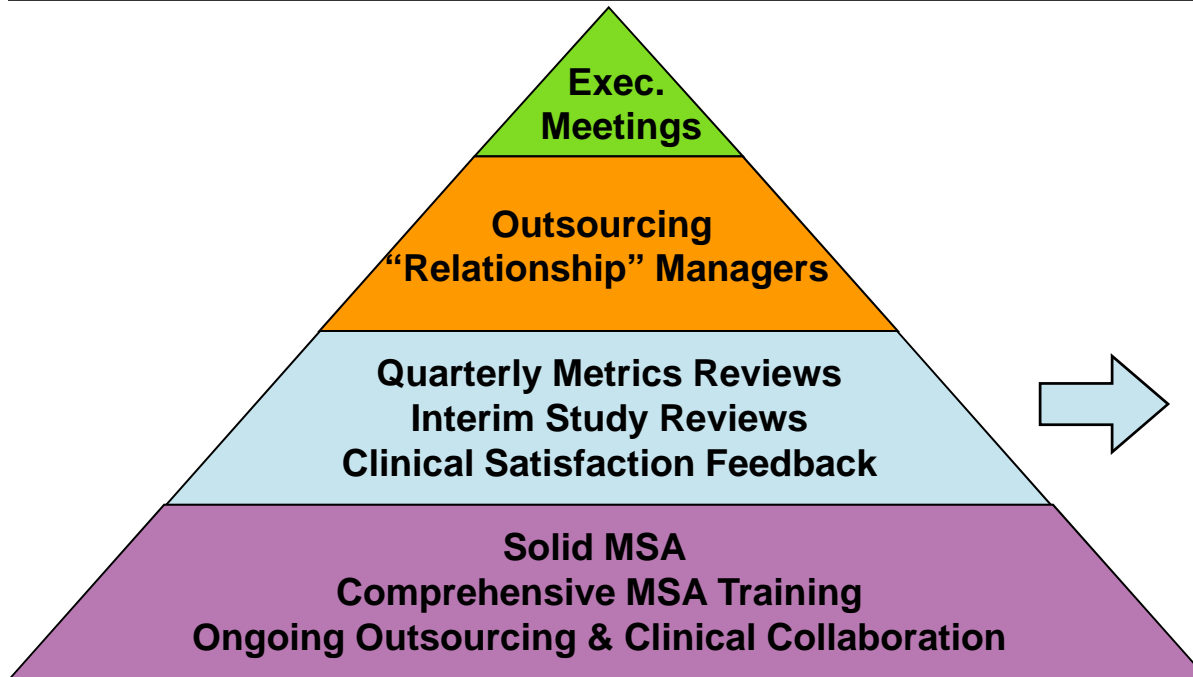 Exec.
Meetings
Outsourcing
“Relationship” Managers
Quarterly Metrics Reviews
Interim Study Reviews
Clinical Satisfaction Feedback
Solid MSA
Comprehensive MSA Training
Ongoing Outsourcing & Clinical Collaboration